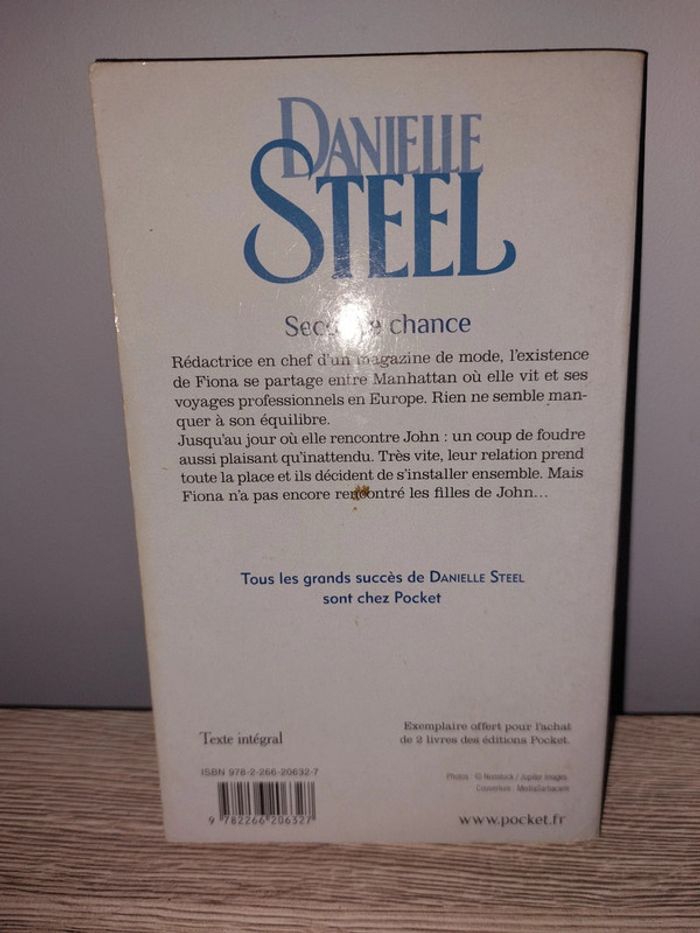 DANIELLE
STEEL
Seconde chance
Rédactrice en chef d'un magazine de mode, l'existence
de Fiona se partage entre Manhattan où elle vit et ses
voyages professionnels en Europe. Rien ne semble man-
quer à son équilibre.
Jusqu'au jour où elle rencontre John : un coup de foudre
aussi plaisant qu'inattendu. Très vite, leur relation prend
toute la place et ils décident de s'installer ensemble. Mais
Fiona n'a pas encore rencontré les filles de John...
Tous les grands succès de DANIELLE STEEL
sont chez Pocket
Texte intégral
Exemplaire offert pour l'achat
de 2 livres des éditions Pocket.
ISBN 978-2-266-20632-7
Photos : © / Jupiter Images.
Couverture :
9 782266 206327
www.pocket.fr